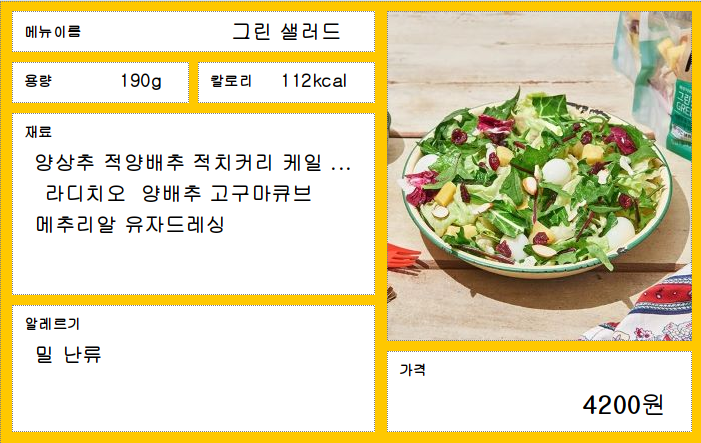 메뉴이름 그린 샐러드
용량 190g 칼로리 112kcal
재료
양상추 적양배추 적치커리 케일 ...
라디치오 양배추 고구마큐브
메추리알 유자드레싱
알레르기
밀 난류
가격
4200원